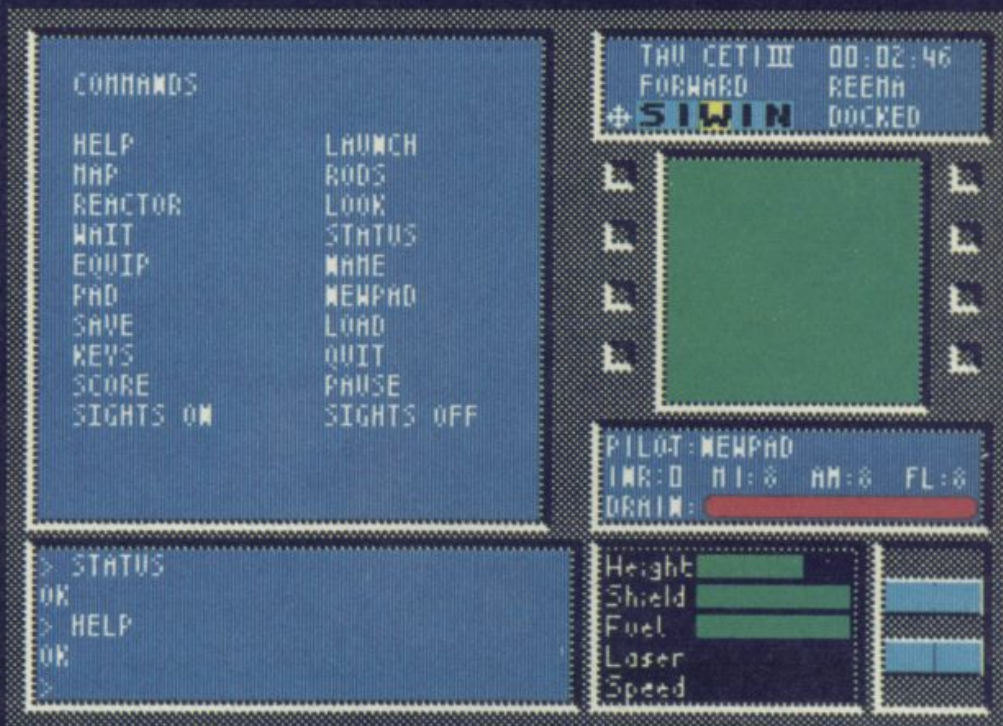 COMMANDS
HELP LAUNCH
MAP RODS
REACTOR LOOK
WAIT STATUS
EQUIP NAME
PAD NEWPAD
SAVE LOAD
KEYS QUIT
SCORE PAUSE
SIGHTS ON SIGHTS OFF
> STATUS
OK
> HELP
OK
>
TAU CETI III 00:02:46
FORWARD REEMA
SIWIN DOCKED
PILOT:NEWPAD
IWR:0 MI:8 AM:8 FL:8
DRAIN:
Height
Shield
Fuel
Laser
Speed